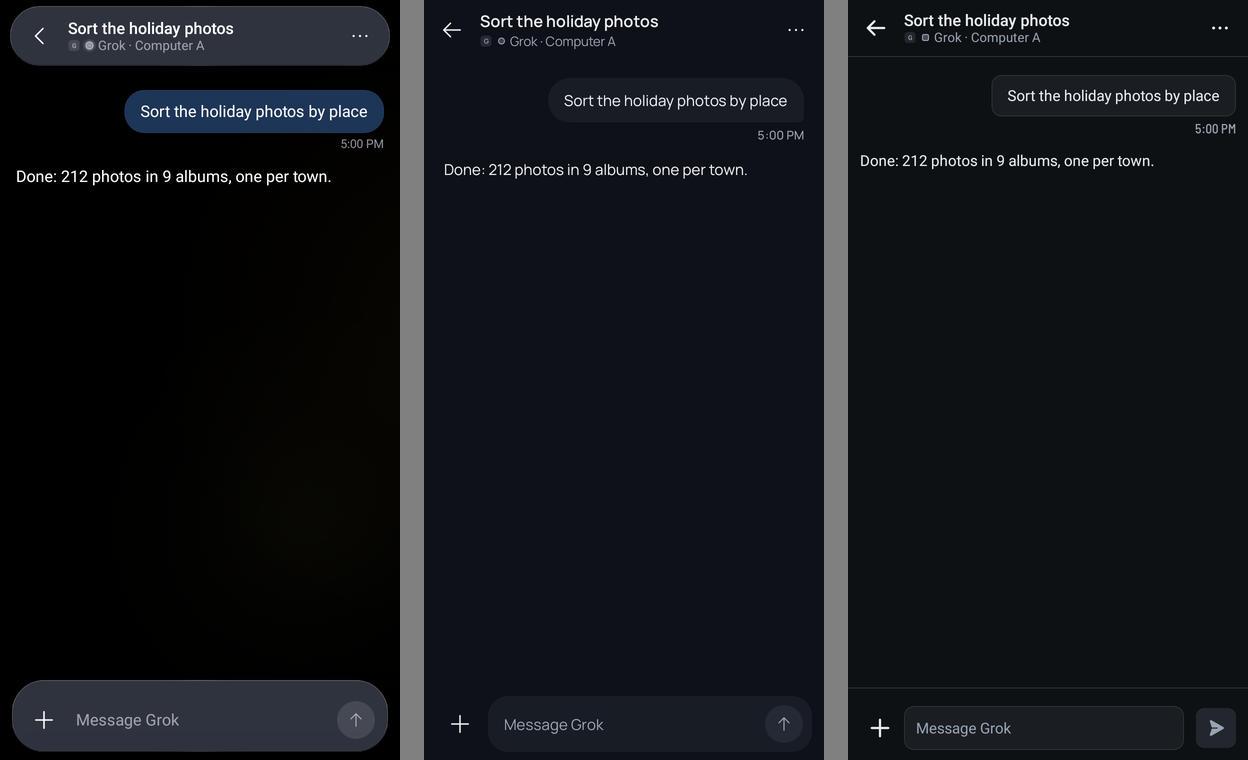 Sort the holiday photos
G Grok · Computer A
Sort the holiday photos by place
5:00 PM
Done: 212 photos in 9 albums, one per town.
Message Grok
Sort the holiday photos
G Grok · Computer A
Sort the holiday photos by place
5:00 PM
Done: 212 photos in 9 albums, one per town.
Message Grok
Sort the holiday photos
G Grok · Computer A
Sort the holiday photos by place
5:00 PM
Done: 212 photos in 9 albums, one per town.
Message Grok